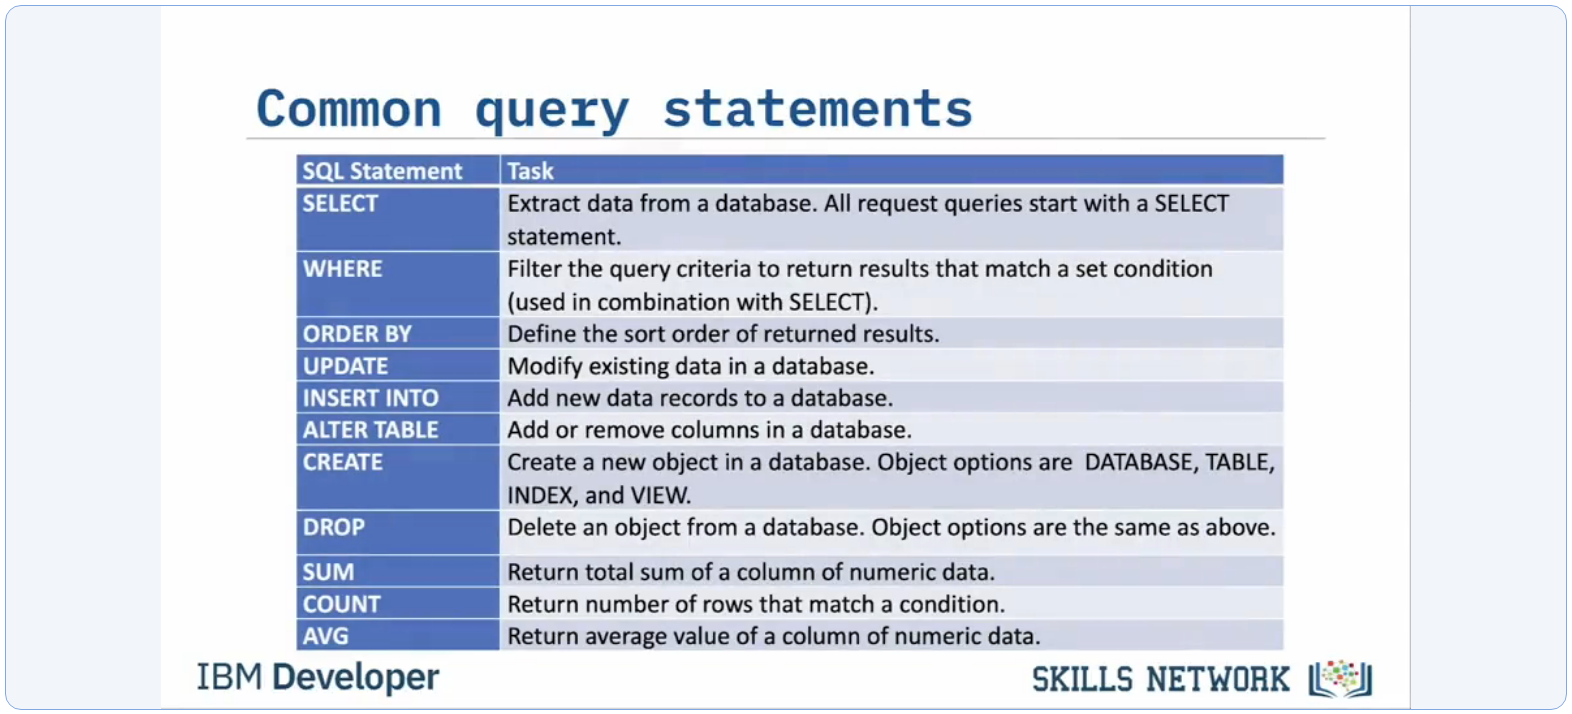 Common query statements
SQL Statement Task
SELECT Extract data from a database. All request queries start with a SELECT
statement.
WHERE Filter the query criteria to return results that match a set condition
(used in combination with SELECT).
ORDER BY Define the sort order of returned results.
UPDATE Modify existing data in a database.
INSERT INTO Add new data records to a database.
ALTER TABLE Add or remove columns in a database.
CREATE Create a new object in a database. Object options are DATABASE, TABLE,
INDEX, and VIEW.
DROP Delete an object from a database. Object options are the same as above.
SUM Return total sum of a column of numeric data.
COUNT Return number of rows that match a condition.
AVG Return average value of a column of numeric data.
IBM Developer SKILLS NETWORK